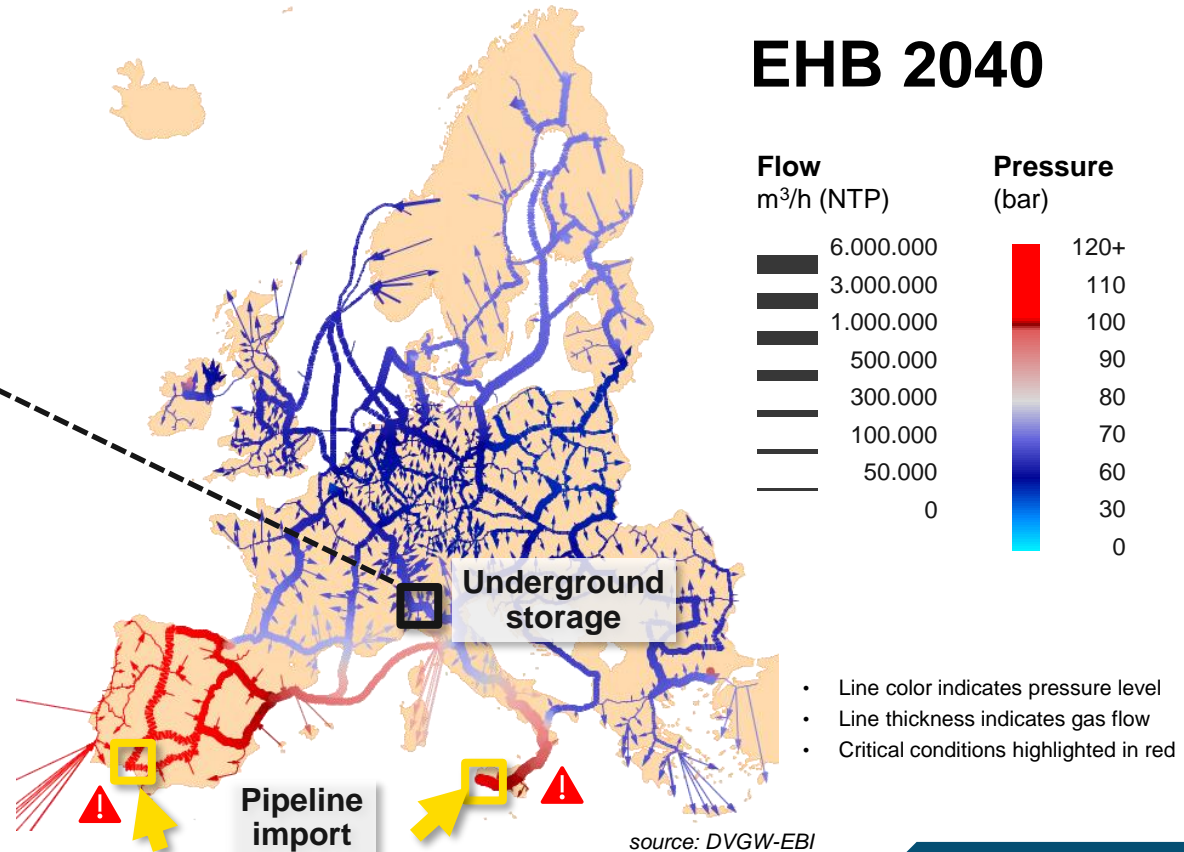 EHB 2040
Flow
m³/h (NTP)
6.000.000
3.000.000
1.000.000
500.000
300.000
100.000
50.000
0
Pressure
(bar)
120+
110
100
90
80
70
60
30
0
Underground
storage
• Line color indicates pressure level
• Line thickness indicates gas flow
• Critical conditions highlighted in red
!
!
Pipeline
import
source: DVGW-EBI